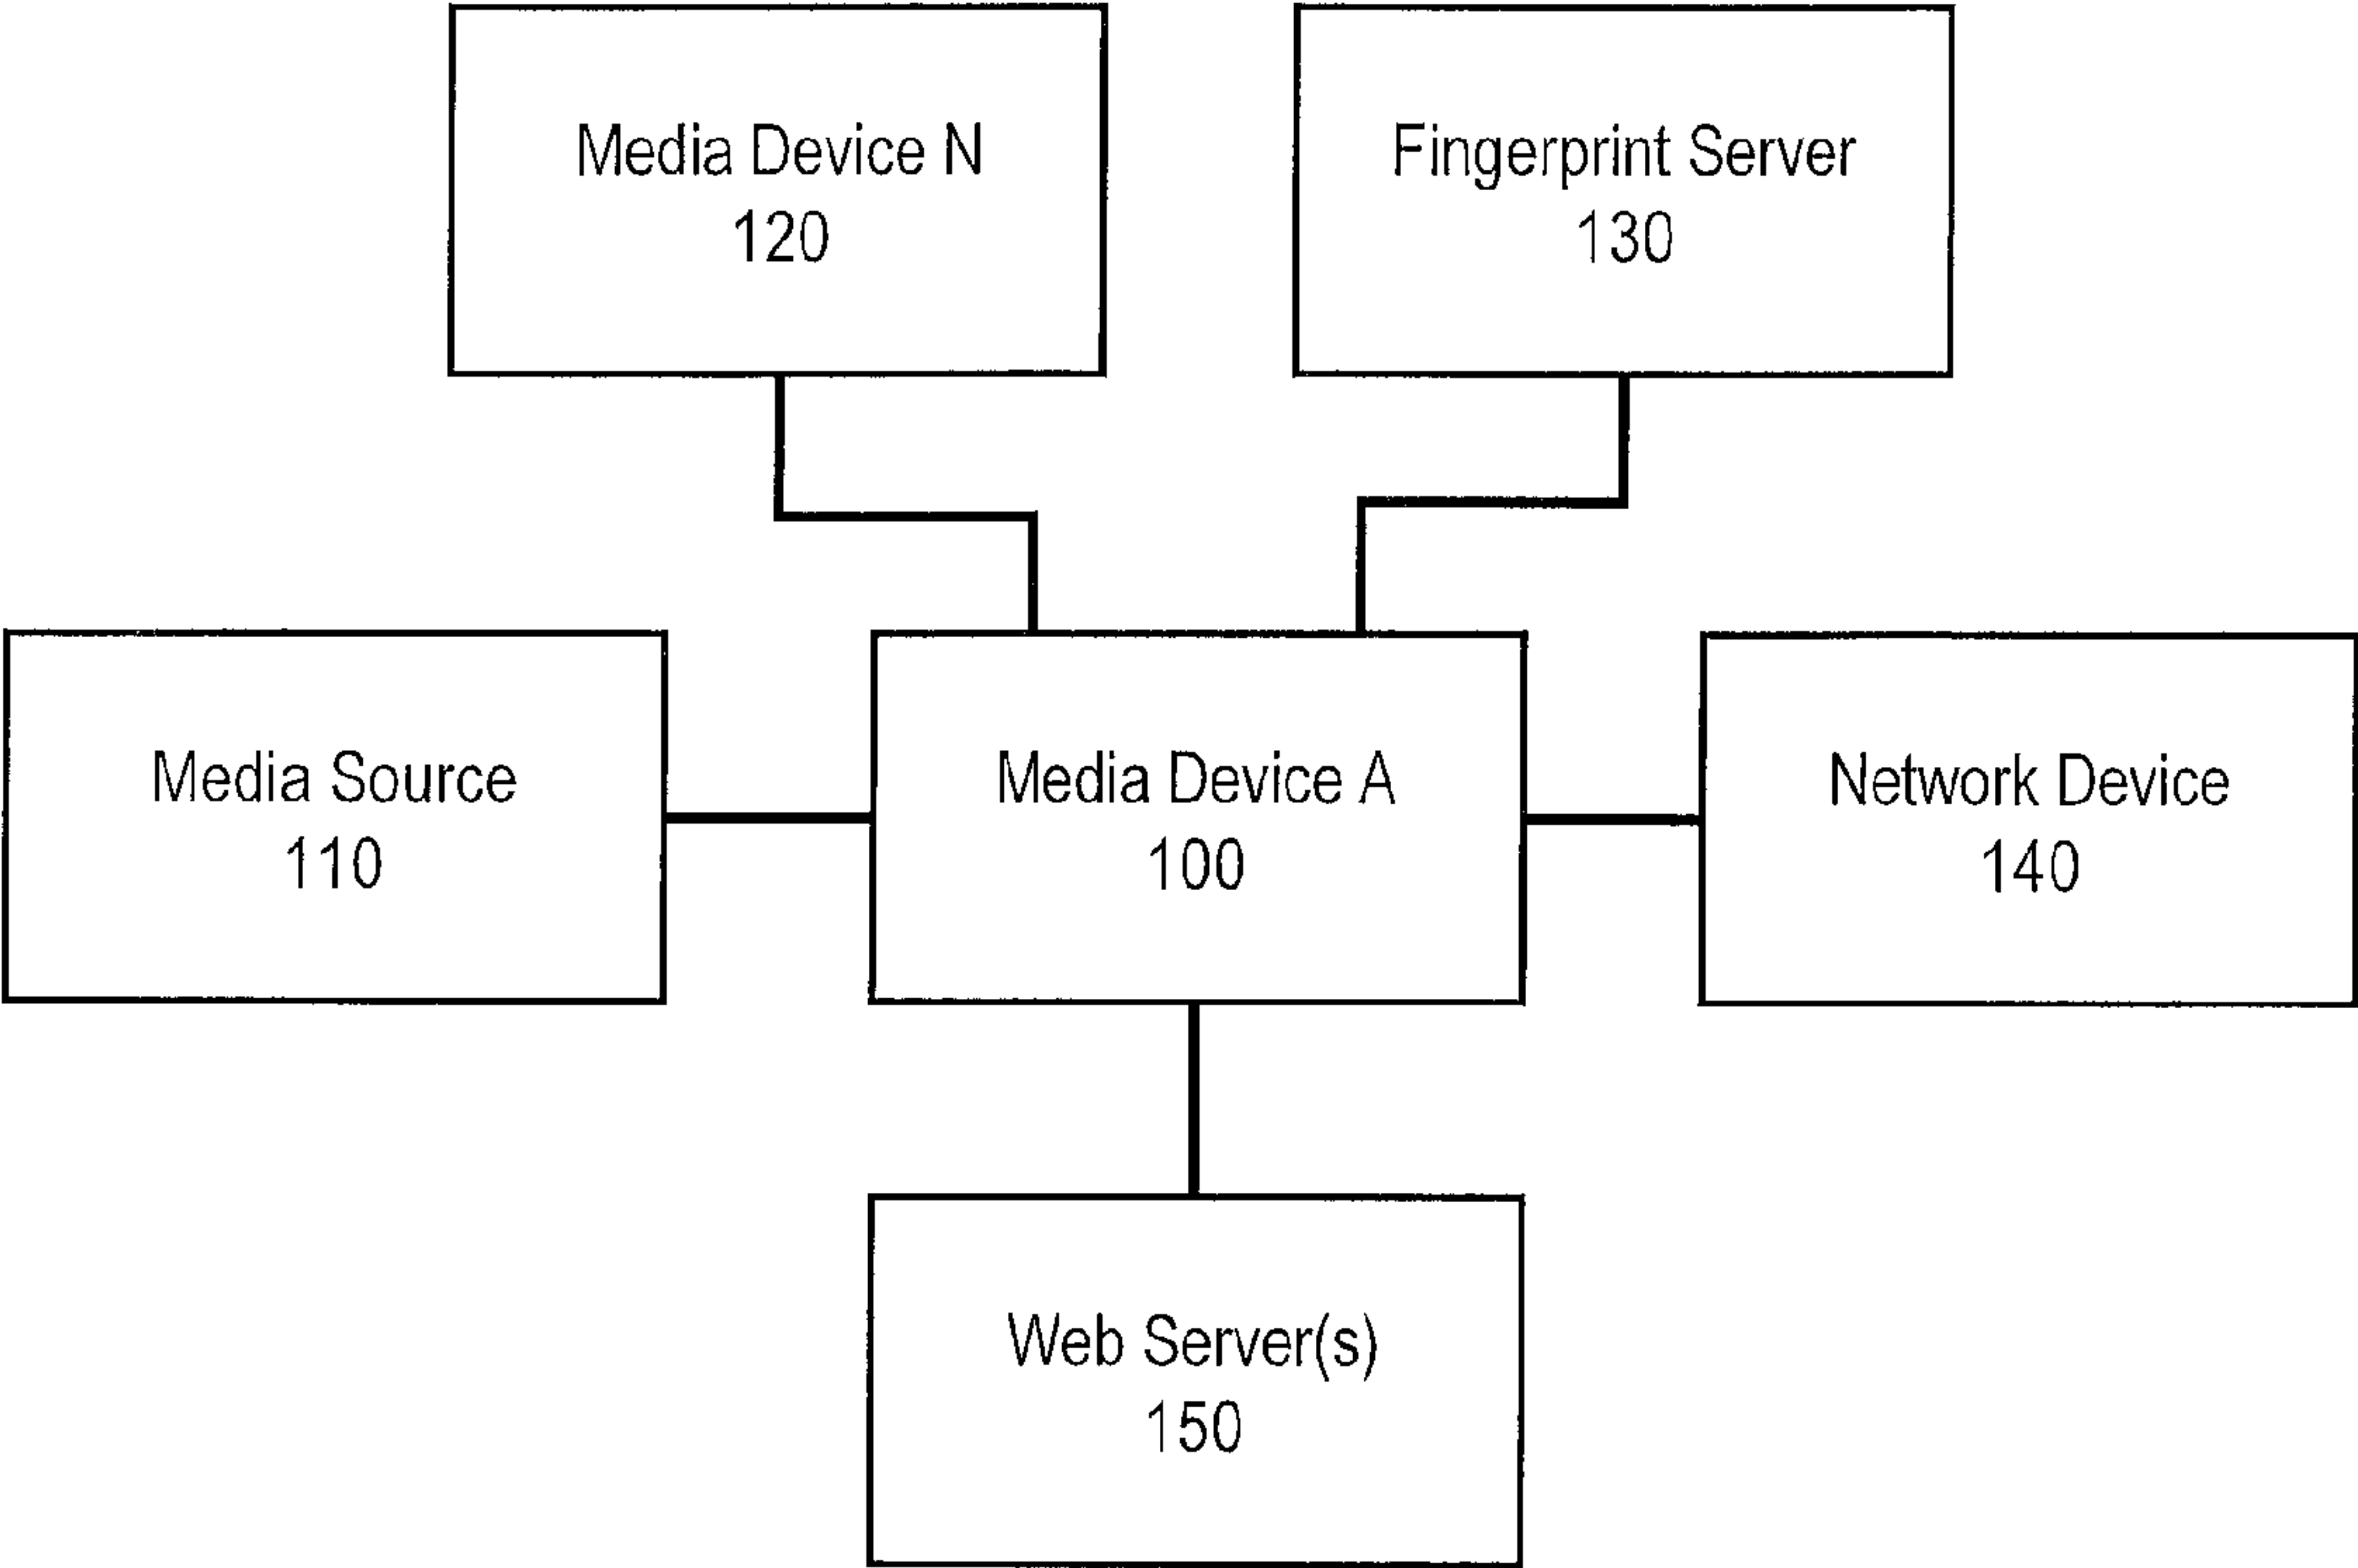 Media Device N
120
Fingerprint Server
130
Media Source
110
Media Device A
100
Network Device
140
Web Server(s)
150